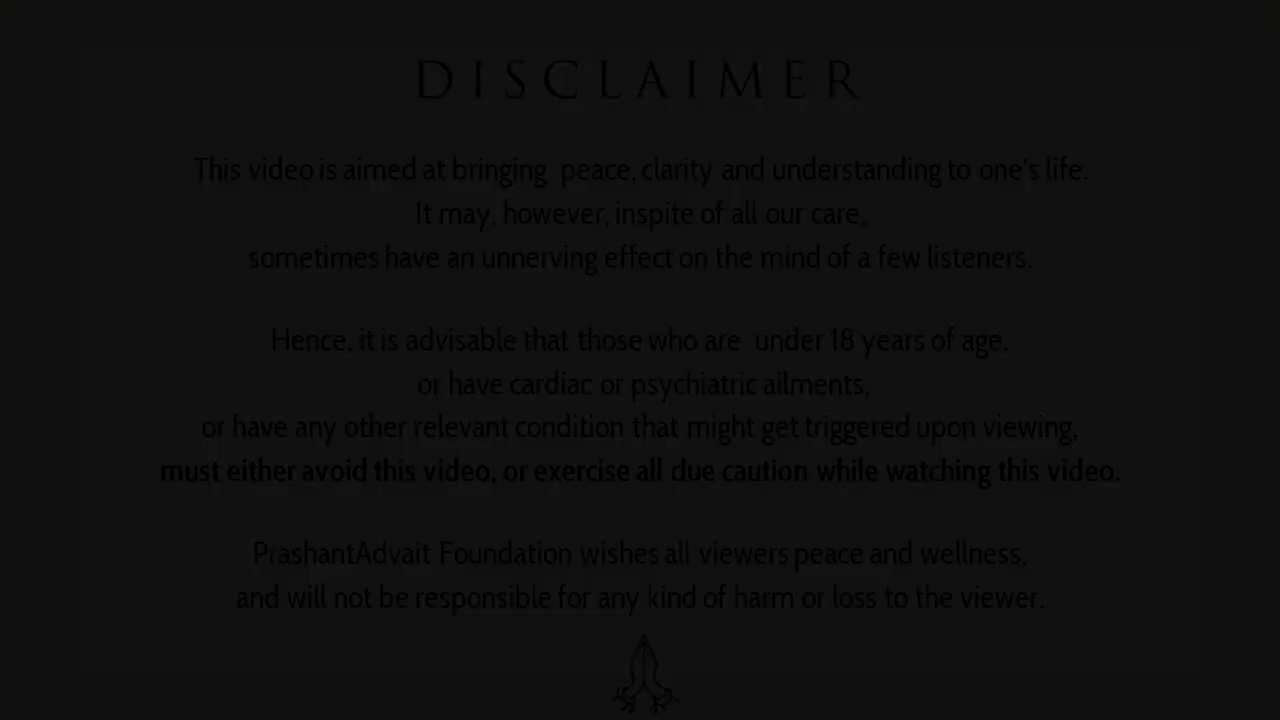 DISCLAIMER
This video is aimed at bringing peace, clarity and understanding to one's life.
It may, however, inspite of all our care,
sometimes have an unnerving effect on the mind of a few listeners.
Hence, it is advisable that those who are under 18 years of age,
or have cardiac or psychiatric ailments,
or have any other relevant condition that might get triggered upon viewing,
must either avoid this video, or exercise all due caution while watching this video.
PrashantAdvait Foundation wishes all viewers peace and wellness,
and will not be responsible for any kind of harm or loss to the viewer.